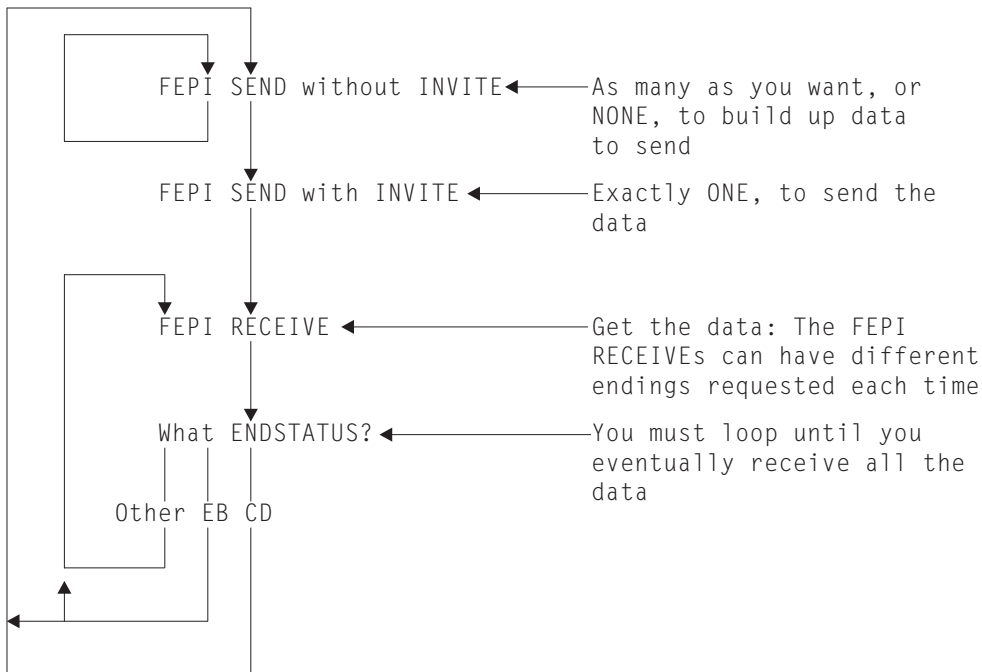 FEPI SEND without INVITE
As many as you want, or
NONE, to build up data
to send
FEPI SEND with INVITE
Exactly ONE, to send the
data
FEPI RECEIVE
Get the data: The FEPI
RECEIVEs can have different
endings requested each time
What ENDSTATUS?
You must loop until you
eventually receive all the
data
Other EB CD